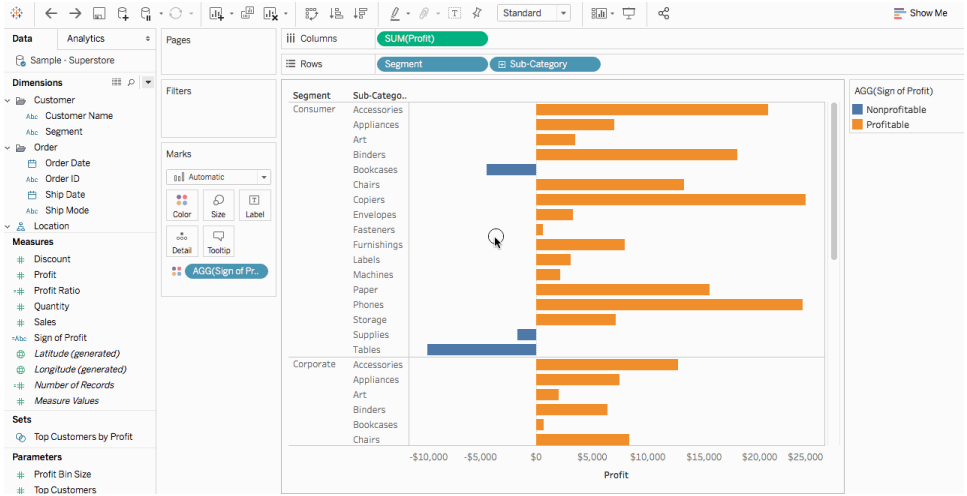 Standard
Show Me
Data
Analytics
Sample - Superstore
Dimensions
Customer
Abc Customer Name
Abc Segment
Order
Order Date
Abc Order ID
Ship Date
Abc Ship Mode
Location
Measures
# Discount
# Profit
=# Profit Ratio
# Quantity
# Sales
=Abc Sign of Profit
Latitude (generated)
Longitude (generated)
=# Number of Records
# Measure Values
Sets
Top Customers by Profit
Parameters
# Profit Bin Size
# Top Customers
Pages
Filters
Marks
Automatic
Color
Size
Label
Detail
Tooltip
AGG(Sign of Pr..
Columns
SUM(Profit)
Rows
Segment
Sub-Category
Segment
Sub-Catego..
Consumer
Accessories
Appliances
Art
Binders
Bookcases
Chairs
Copiers
Envelopes
Fasteners
Furnishings
Labels
Machines
Paper
Phones
Storage
Supplies
Tables
Corporate
Accessories
Appliances
Art
Binders
Bookcases
Chairs
-$10,000 -$5,000 $0 $5,000 $10,000 $15,000 $20,000 $25,000
Profit
AGG(Sign of Profit)
Nonprofitable
Profitable